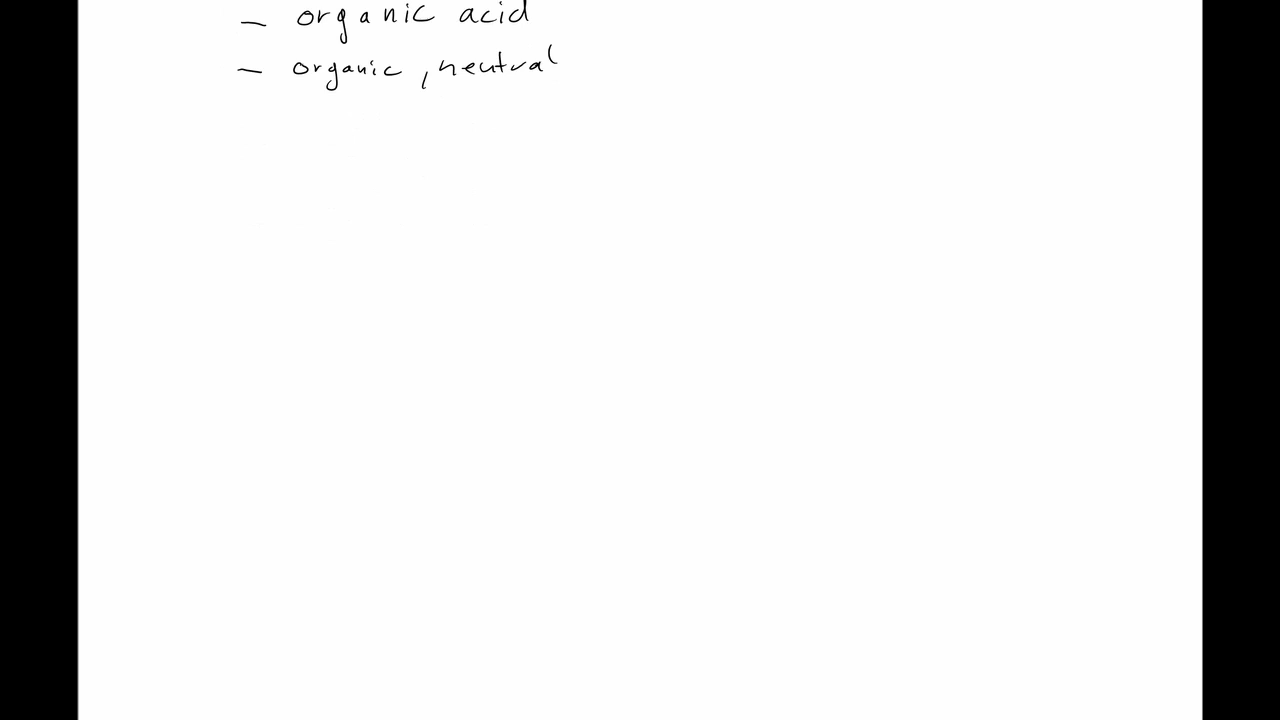 – organic acid
– organic, neutral